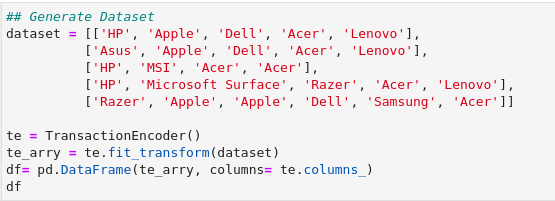 ## Generate Dataset
dataset = [['HP', 'Apple', 'Dell', 'Acer', 'Lenovo'],
['Asus', 'Apple', 'Dell', 'Acer', 'Lenovo'],
['HP', 'MSI', 'Acer', 'Acer'],
['HP', 'Microsoft Surface', 'Razer', 'Acer', 'Lenovo'],
['Razer', 'Apple', 'Apple', 'Dell', 'Samsung', 'Acer']]
te = TransactionEncoder()
te_arry = te.fit_transform(dataset)
df= pd.DataFrame(te_arry, columns= te.columns_)
df